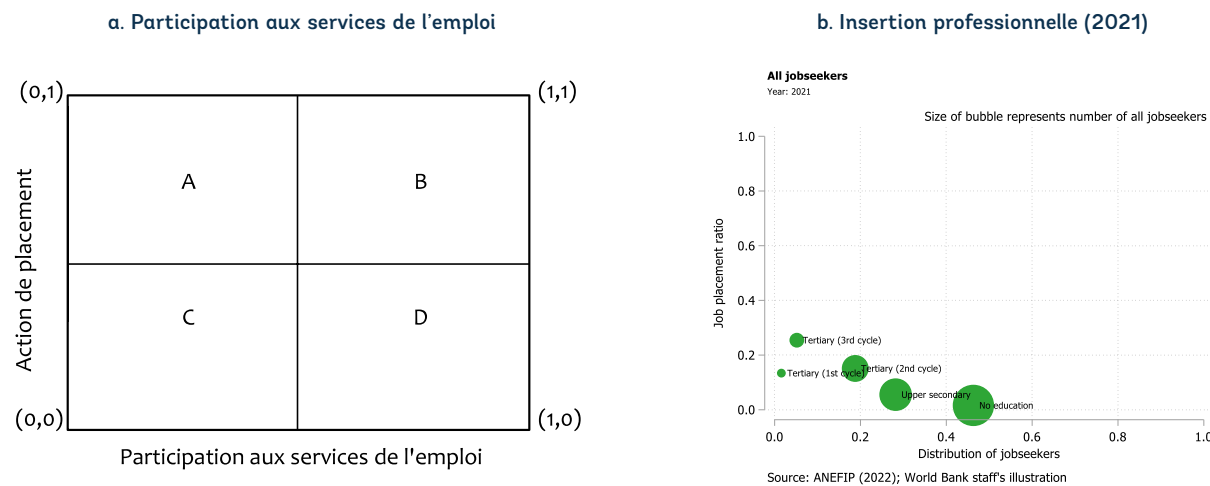 a. Participation aux services de l’emploi
(0,1)
(1,1)
A
B
Action de placement
C
D
(0,0)
(1,0)
Participation aux services de l'emploi
b. Insertion professionnelle (2021)
All jobseekers
Year: 2021
Size of bubble represents number of all jobseekers
1.0
0.8
0.6
Job placement ratio
0.4
Tertiary (3rd cycle)
0.2
Tertiary (2nd cycle)
Tertiary (1st cycle)
Upper secondary
No education
0.0
0.0 0.2 0.4 0.6 0.8 1.0
Distribution of jobseekers
Source: ANEFIP (2022); World Bank staff's illustration